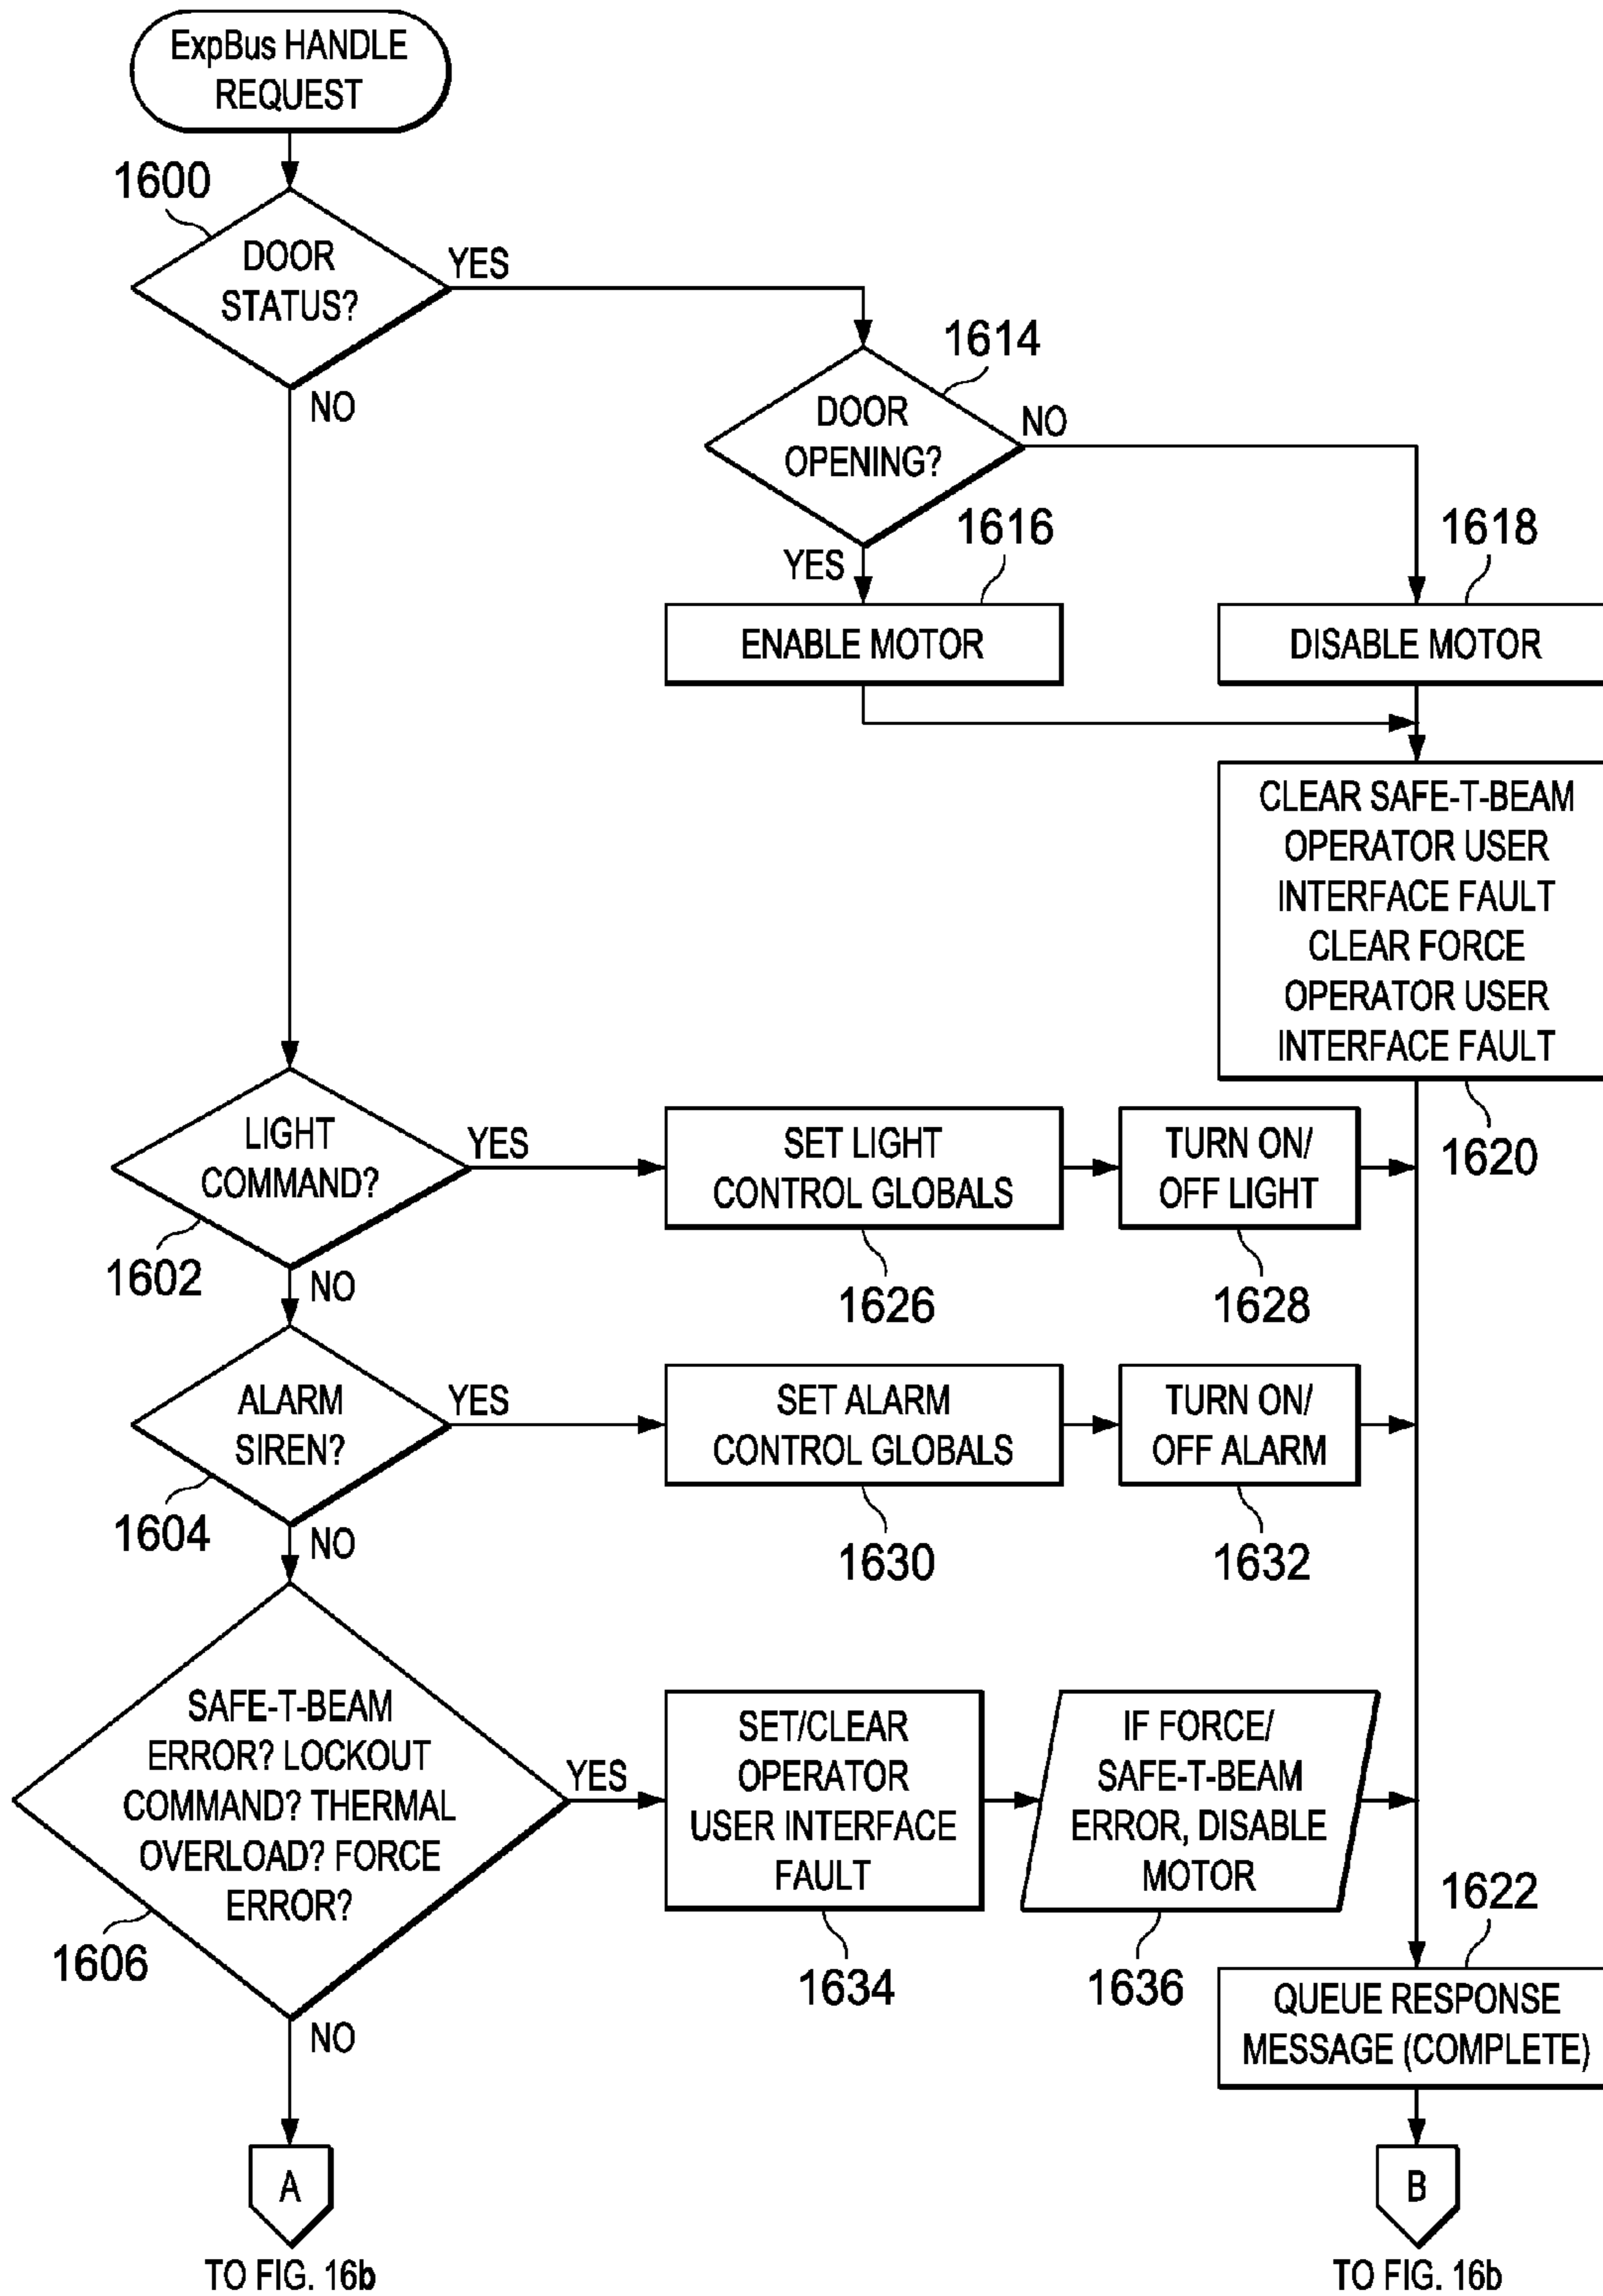 ExpBus HANDLE
REQUEST
1600
DOOR
STATUS?
YES
NO
1614
DOOR
OPENING?
NO
YES
1616
1618
ENABLE MOTOR
DISABLE MOTOR
CLEAR SAFE-T-BEAM
OPERATOR USER
INTERFACE FAULT
CLEAR FORCE
OPERATOR USER
INTERFACE FAULT
1620
LIGHT
COMMAND?
YES
1602
NO
SET LIGHT
CONTROL GLOBALS
1626
TURN ON/
OFF LIGHT
1628
ALARM
SIREN?
YES
1604
NO
SET ALARM
CONTROL GLOBALS
1630
TURN ON/
OFF ALARM
1632
SAFE-T-BEAM
ERROR? LOCKOUT
COMMAND? THERMAL
OVERLOAD? FORCE
ERROR?
YES
1606
NO
SET/CLEAR
OPERATOR
USER INTERFACE
FAULT
1634
IF FORCE/
SAFE-T-BEAM
ERROR, DISABLE
MOTOR
1636
1622
QUEUE RESPONSE
MESSAGE (COMPLETE)
A
TO FIG. 16b
B
TO FIG. 16b